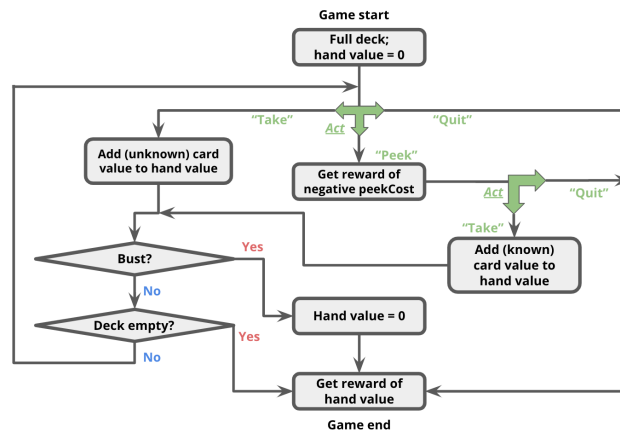 Game start
Full deck;
hand value = 0
“Take”
Act
“Quit”
“Peek”
Add (unknown) card
value to hand value
Get reward of
negative peekCost
Act
“Quit”
“Take”
Add (known)
card value to
hand value
Bust?
Yes
No
Hand value = 0
Deck empty?
Yes
No
Get reward of
hand value
Game end